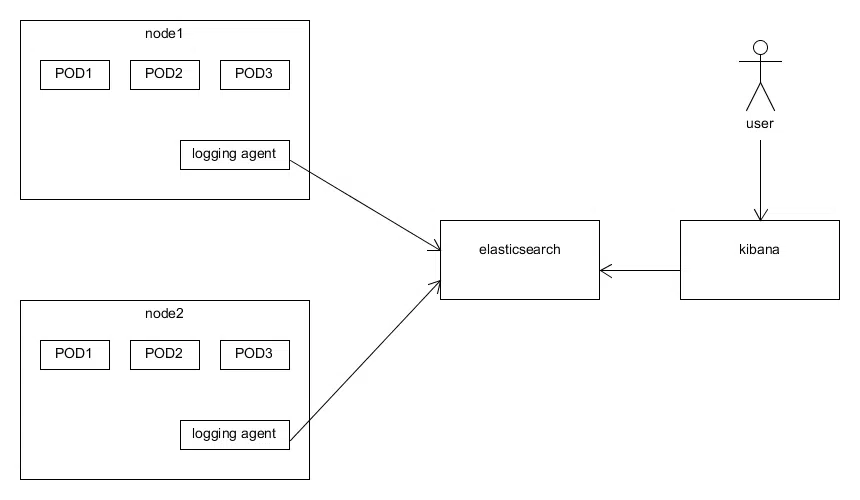 node1
POD1 POD2 POD3
logging agent
user
elasticsearch
kibana
node2
POD1 POD2 POD3
logging agent